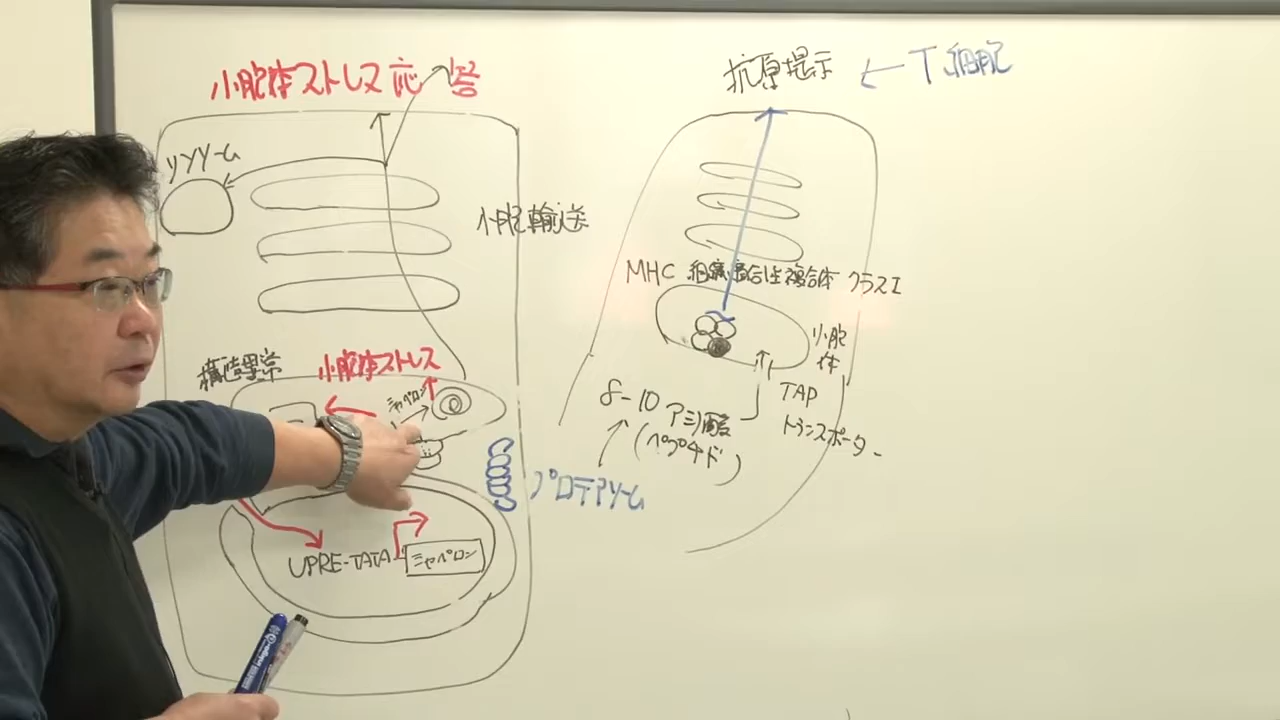 小胞体ストレス応答
リソソーム
小胞輸送
構造異常
小胞体ストレス
シャペロン
UPRE-TATA
シャペロン
プロテアソーム
抗原提示
T細胞
MHC 組織適合性複合体 クラスI
小胞
体
8-10 アミノ酸
(ペプチド)
TAP
トランスポーター